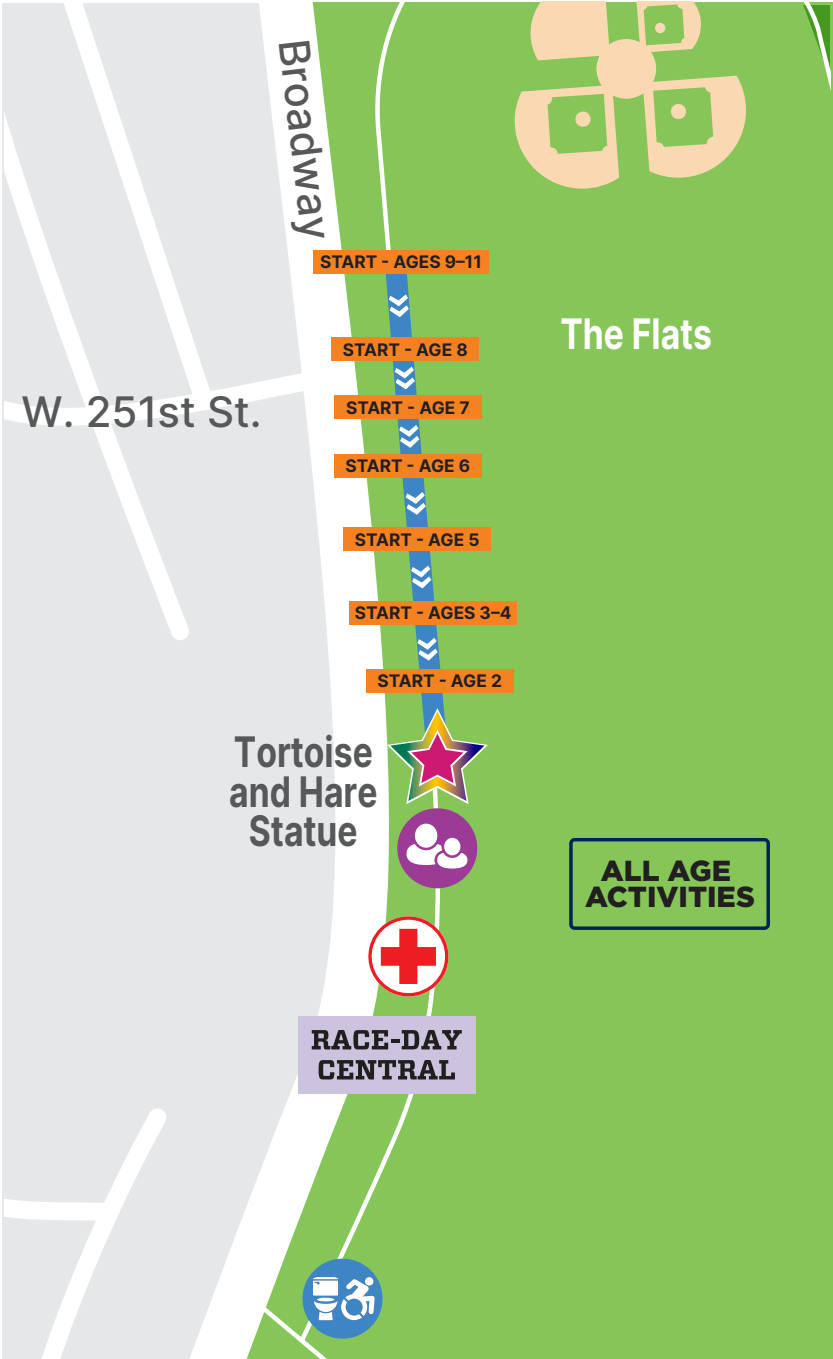 Broadway
START - AGES 9–11
The Flats
START - AGE 8
W. 251st St.
START - AGE 7
START - AGE 6
START - AGE 5
START - AGES 3–4
START - AGE 2
Tortoise
and Hare
Statue
ALL AGE
ACTIVITIES
RACE-DAY
CENTRAL